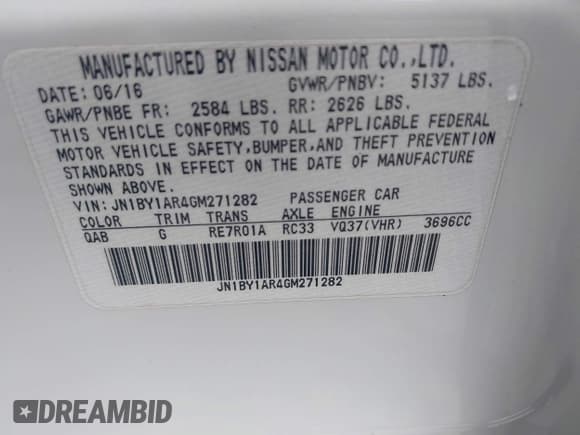 MANUFACTURED BY NISSAN MOTOR CO.,LTD.
DATE: 06/16 GVWR/PNBV: 5137 LBS.
GAWR/PNBE FR: 2584 LBS. RR: 2626 LBS.
THIS VEHICLE CONFORMS TO ALL APPLICABLE FEDERAL
MOTOR VEHICLE SAFETY,BUMPER,AND THEFT PREVENTION
STANDARDS IN EFFECT ON THE DATE OF MANUFACTURE
SHOWN ABOVE.
VIN: JN1BY1AR4GM271282 PASSENGER CAR
COLOR TRIM TRANS AXLE ENGINE
QAB G RE7R01A RC33 VQ37(VHR) 3696CC
JN1BY1AR4GM271282
DREAMBID